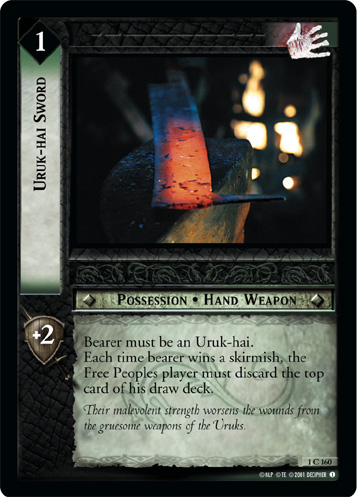 1
URUK-HAI SWORD
POSSESSION • HAND WEAPON
+2
Bearer must be an Uruk-hai.
Each time bearer wins a skirmish, the
Free Peoples player must discard the top
card of his draw deck.
Their malevolent strength worsens the wounds from
the gruesome weapons of the Uruks.
1 C 160
©NLP ©TE ©2001 DECIPHER 1